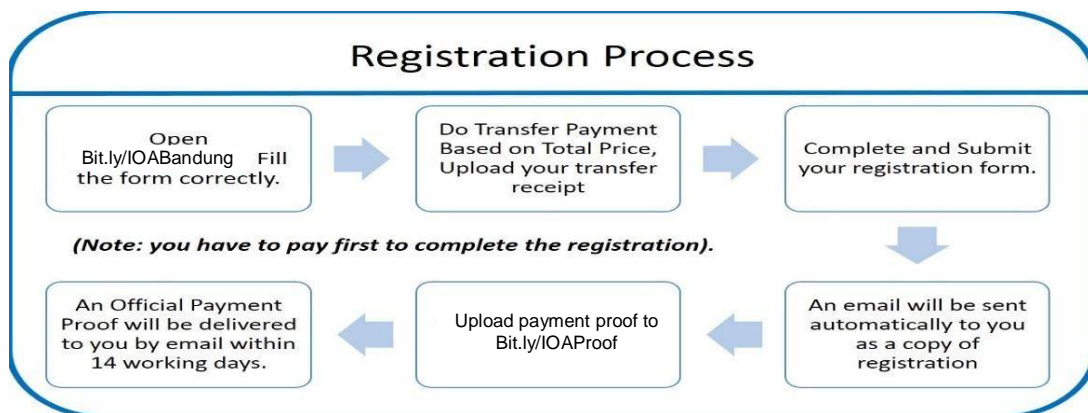 Registration Process
Open
Bit.ly/IOABandung Fill
the form correctly.
Do Transfer Payment
Based on Total Price,
Upload your transfer
receipt
Complete and Submit
your registration form.
(Note: you have to pay first to complete the registration).
An email will be sent
automatically to you
as a copy of
registration
Upload payment proof to
Bit.ly/IOAProof
An Official Payment
Proof will be delivered
to you by email within
14 working days.